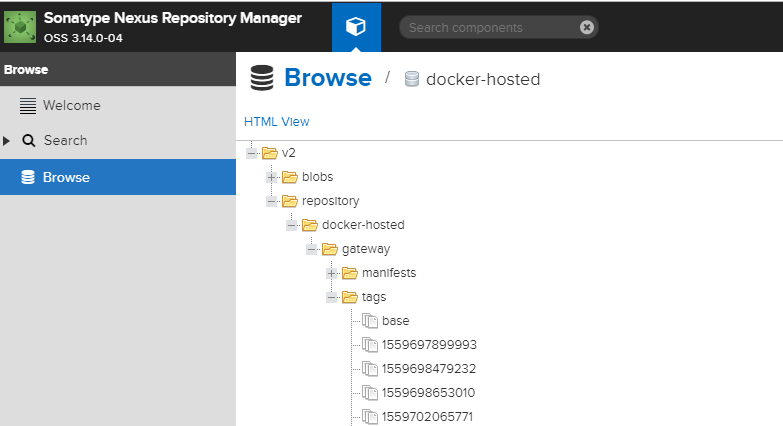 Sonatype Nexus Repository Manager
OSS 3.14.0-04
Search components
Browse
Welcome
Search
Browse
Browse / docker-hosted
HTML View
v2
blobs
repository
docker-hosted
gateway
manifests
tags
base
1559697899993
1559698479232
1559698653010
1559702065771